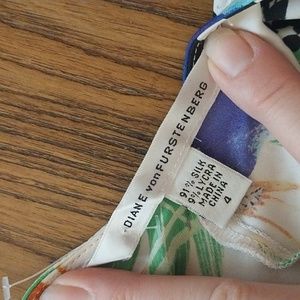 DIANE von FURSTENBERG
91% SILK
9% LYCRA
MADE IN
CHINA
4